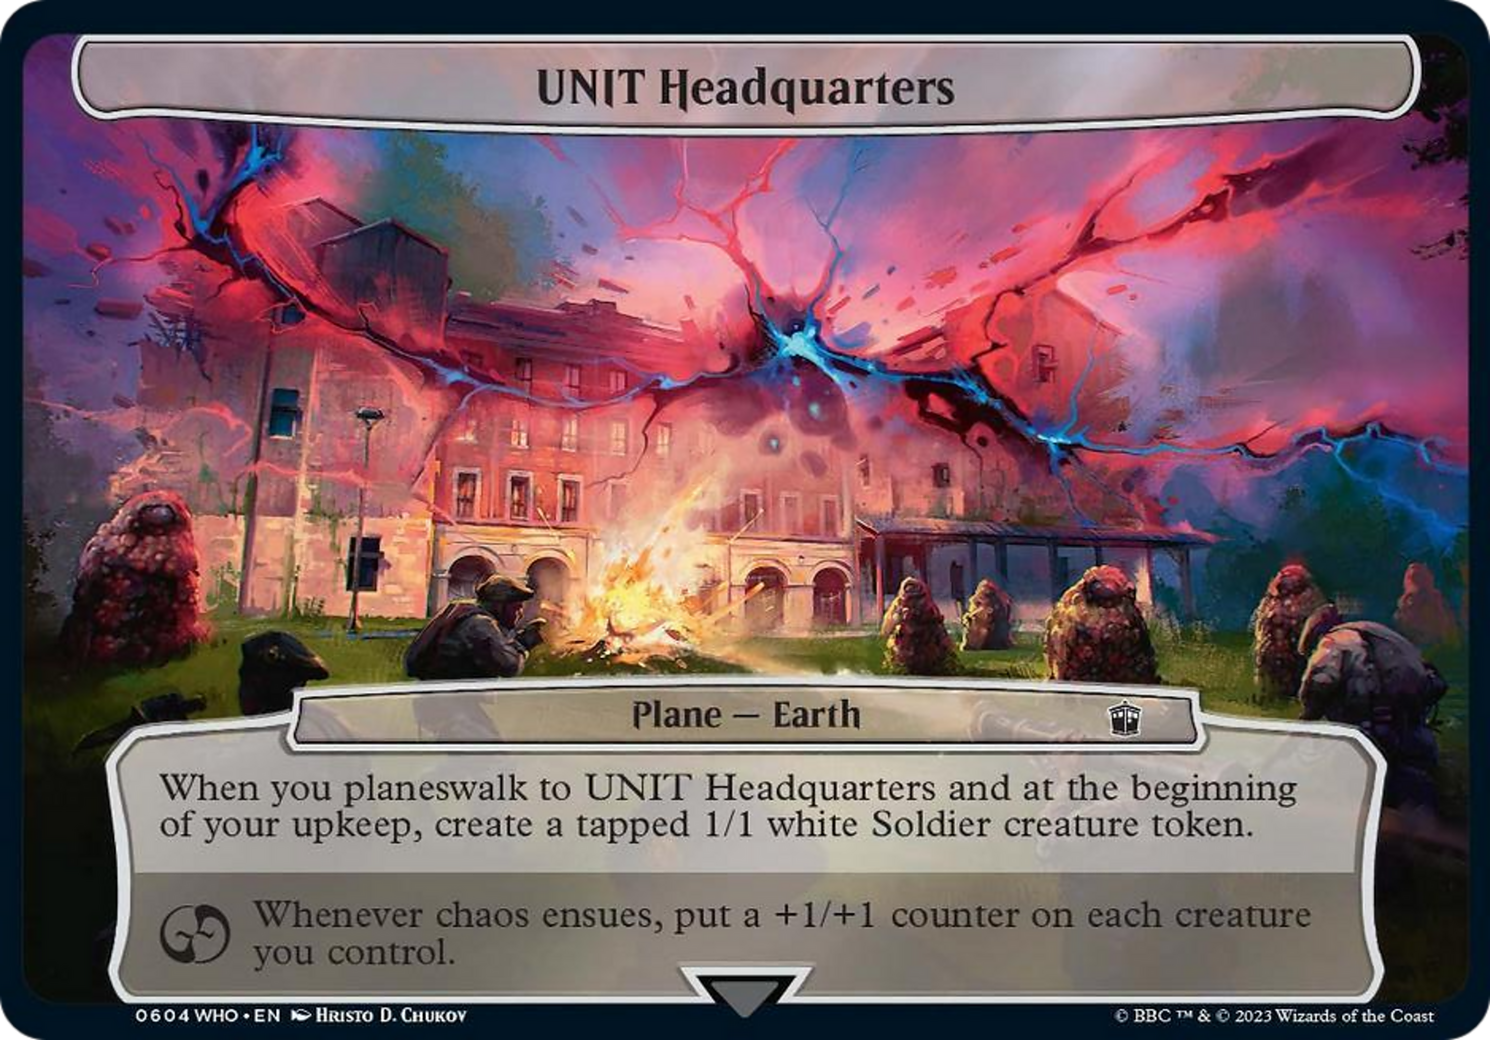 UNIT Headquarters
Plane — Earth
When you planeswalk to UNIT Headquarters and at the beginning
of your upkeep, create a tapped 1/1 white Soldier creature token.
Whenever chaos ensues, put a +1/+1 counter on each creature
you control.
0604 WHO • EN Hristo D. Chukov
© BBC ™ & © 2023 Wizards of the Coast